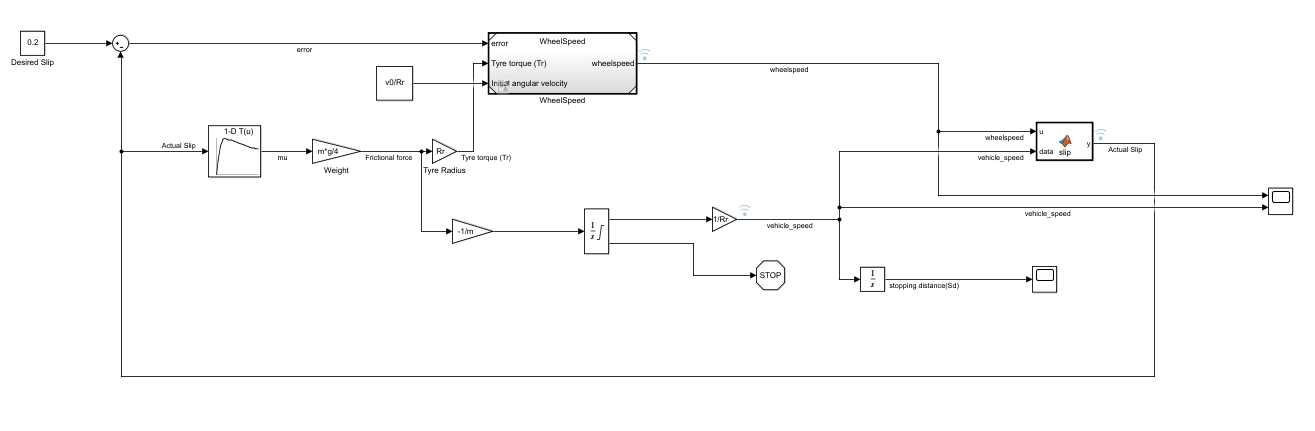 0.2
Desired Slip
+
-
error
error
WheelSpeed
Tyre torque (Tr)
wheelspeed
Initial angular velocity
WheelSpeed
wheelspeed
v0/Rr
Actual Slip
1-D T(u)
mu
m*g/4
Weight
Frictional force
Rr
Tyre Radius
Tyre torque (Tr)
wheelspeed
vehicle_speed
u
data
slip
y
Actual Slip
-1/m
1
s
∫
1/Rr
vehicle_speed
vehicle_speed
STOP
1
s
stopping distance(Sd)